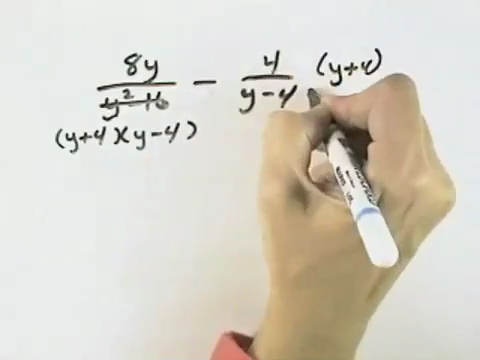 8y / y² - 16 − 4 / y - 4 (y+4)
(y+4)(y-4)